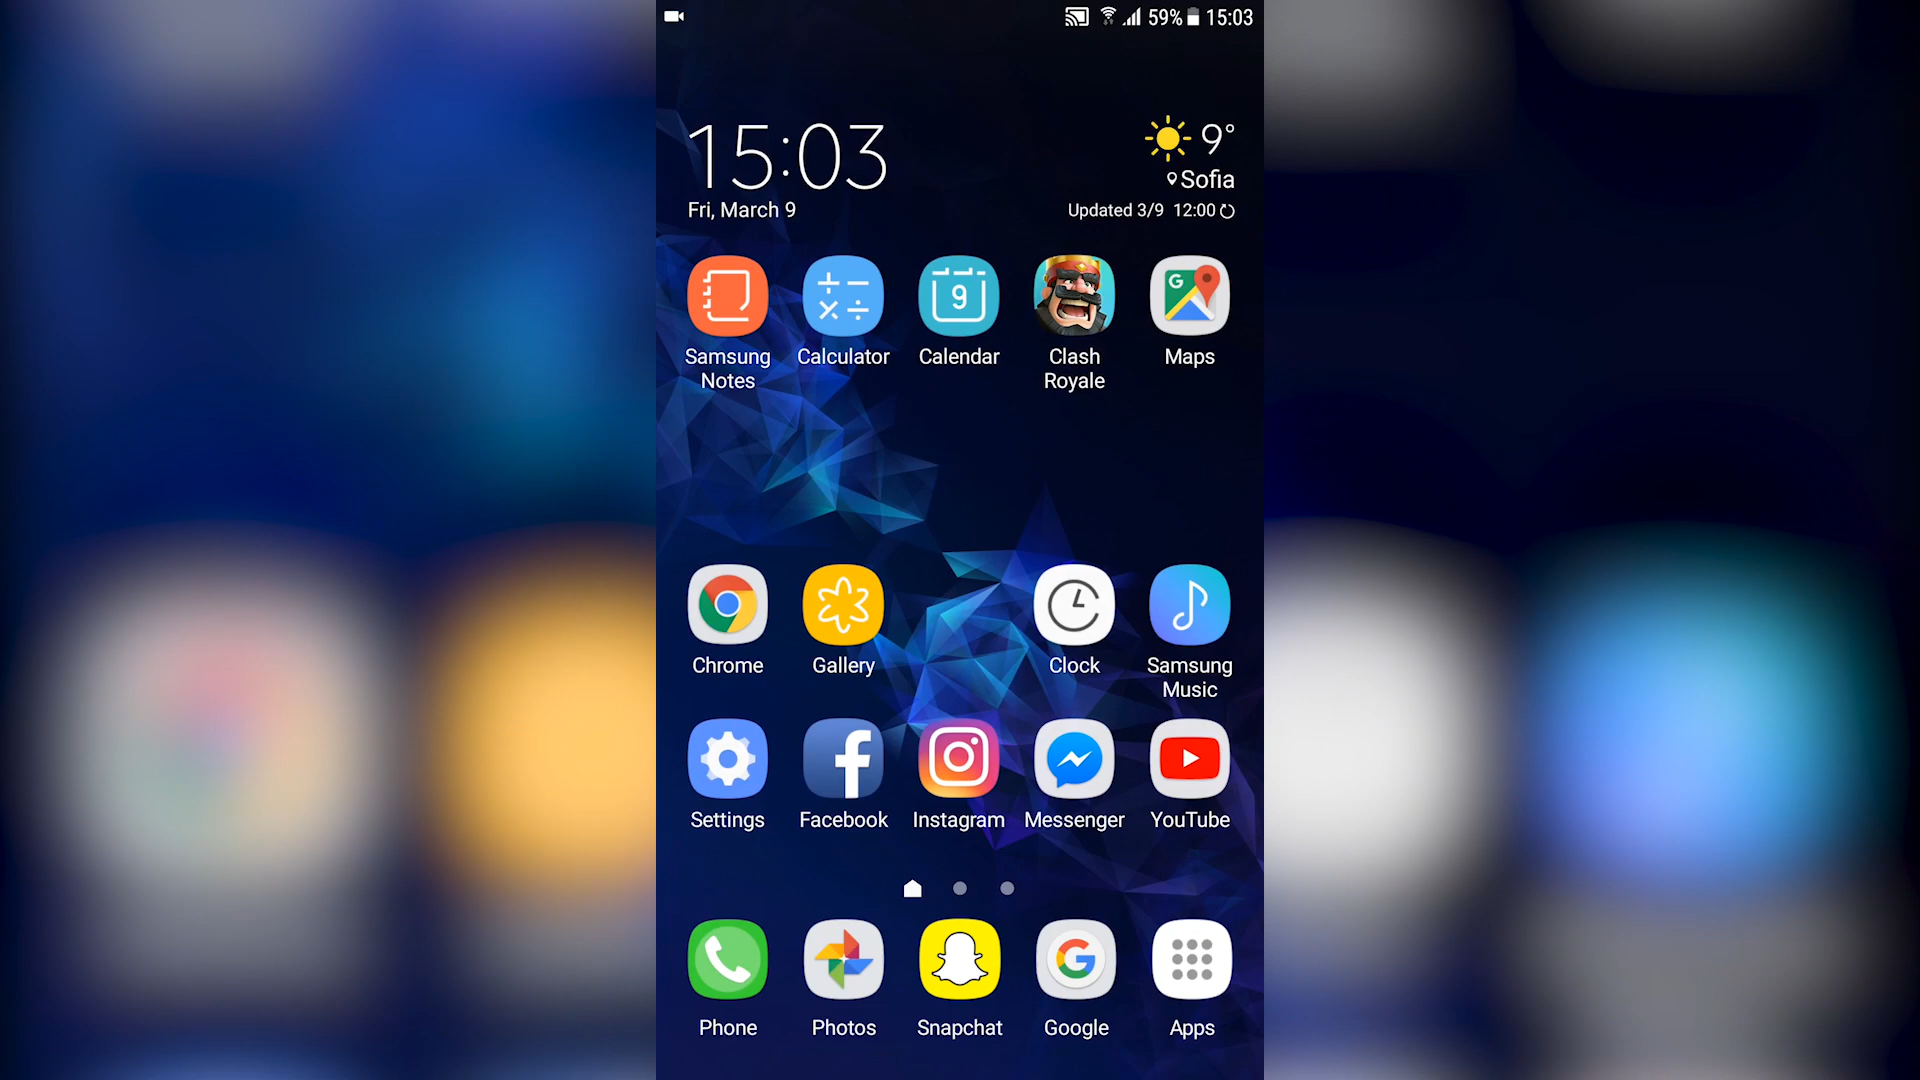 59% 15:03
15:03
9°
Sofia
Fri, March 9
Updated 3/9 12:00
9
G
Samsung Notes
Calculator
Calendar
Clash Royale
Maps
Chrome
Gallery
Clock
Samsung Music
Settings
Facebook
Instagram
Messenger
YouTube
Phone
Photos
Snapchat
Google
Apps